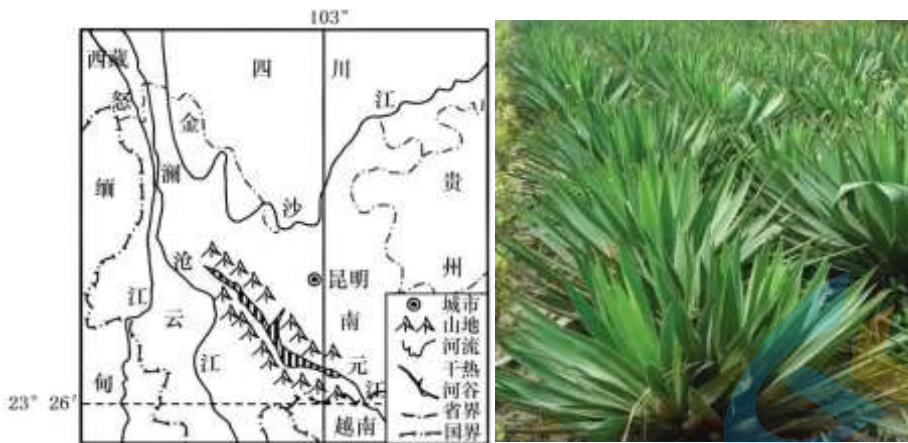 103°
西藏
四川
怒
金
江
缅
澜
沙
贵
沧
昆明
州
江
云
南
江
元
江
甸
越南
23°26′
城市
山地
河流
干热
河谷
省界
国界